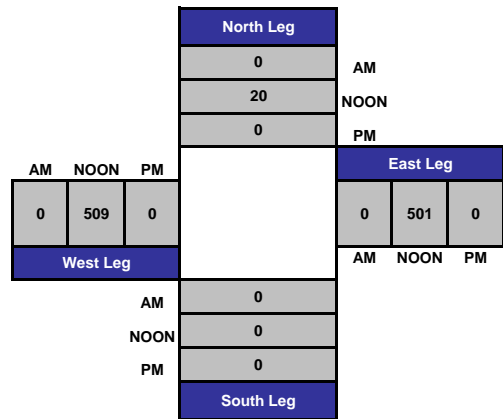 North Leg
0 AM
20 NOON
0 PM
AM NOON PM East Leg
0 509 0 0 501 0
West Leg AM NOON PM
AM 0
NOON 0
PM 0
South Leg